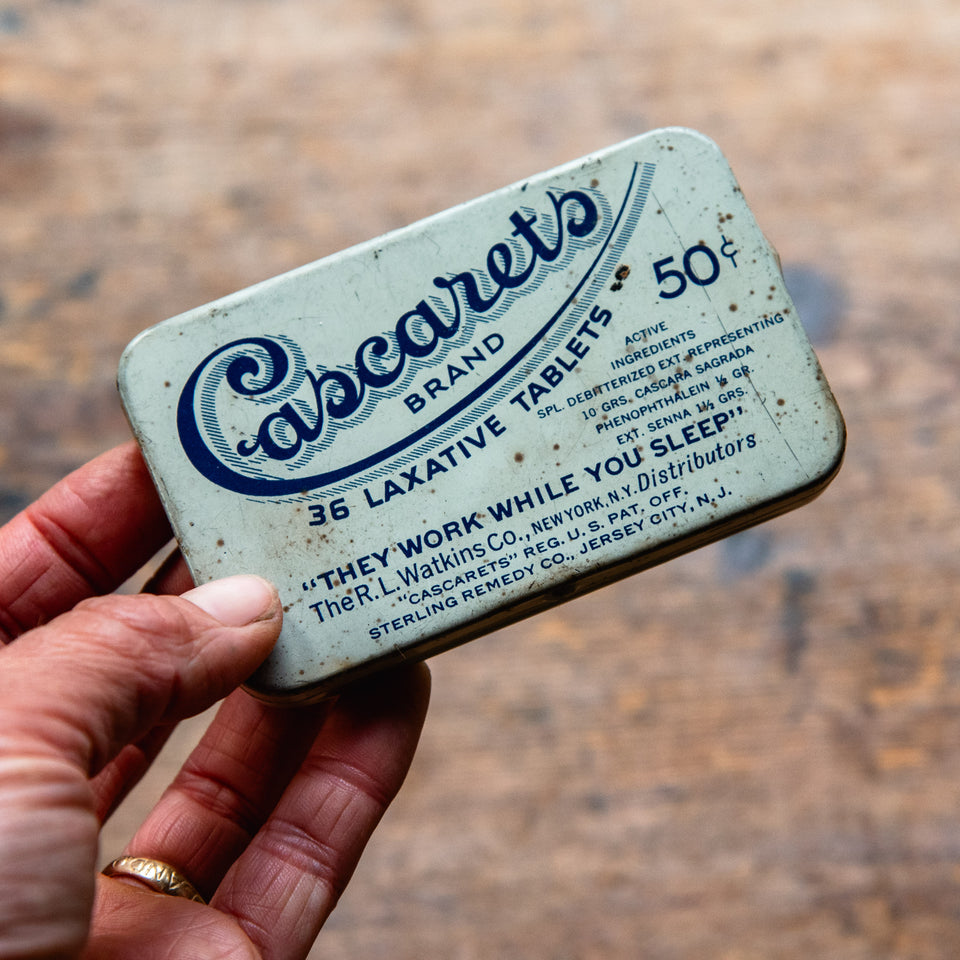 Cascarets
BRAND
36 LAXATIVE TABLETS
50¢
ACTIVE
INGREDIENTS
SPL. DEBITTERIZED EXT. REPRESENTING
10 GRS. CASCARA SAGRADA
PHENOPHTHALEIN ½ GR.
EXT. SENNA 1½ GRS.
"THEY WORK WHILE YOU SLEEP"
The R.L. Watkins Co., NEW YORK, N.Y. Distributors
"CASCARETS" REG. U.S. PAT. OFF.
STERLING REMEDY CO., JERSEY CITY, N.J.